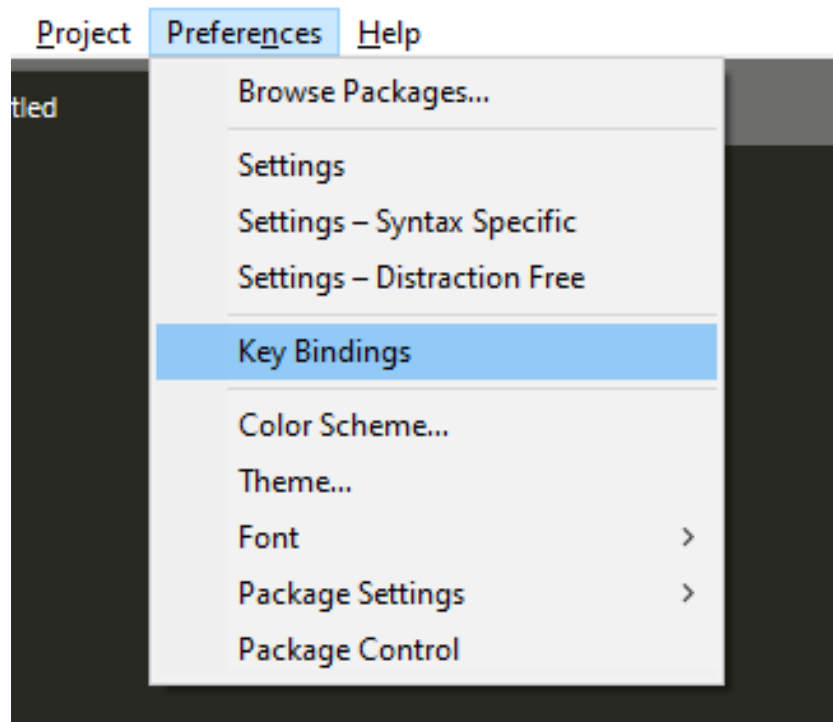 Project Preferences Help
tled
Browse Packages...
Settings
Settings – Syntax Specific
Settings – Distraction Free
Key Bindings
Color Scheme...
Theme...
Font
Package Settings
Package Control